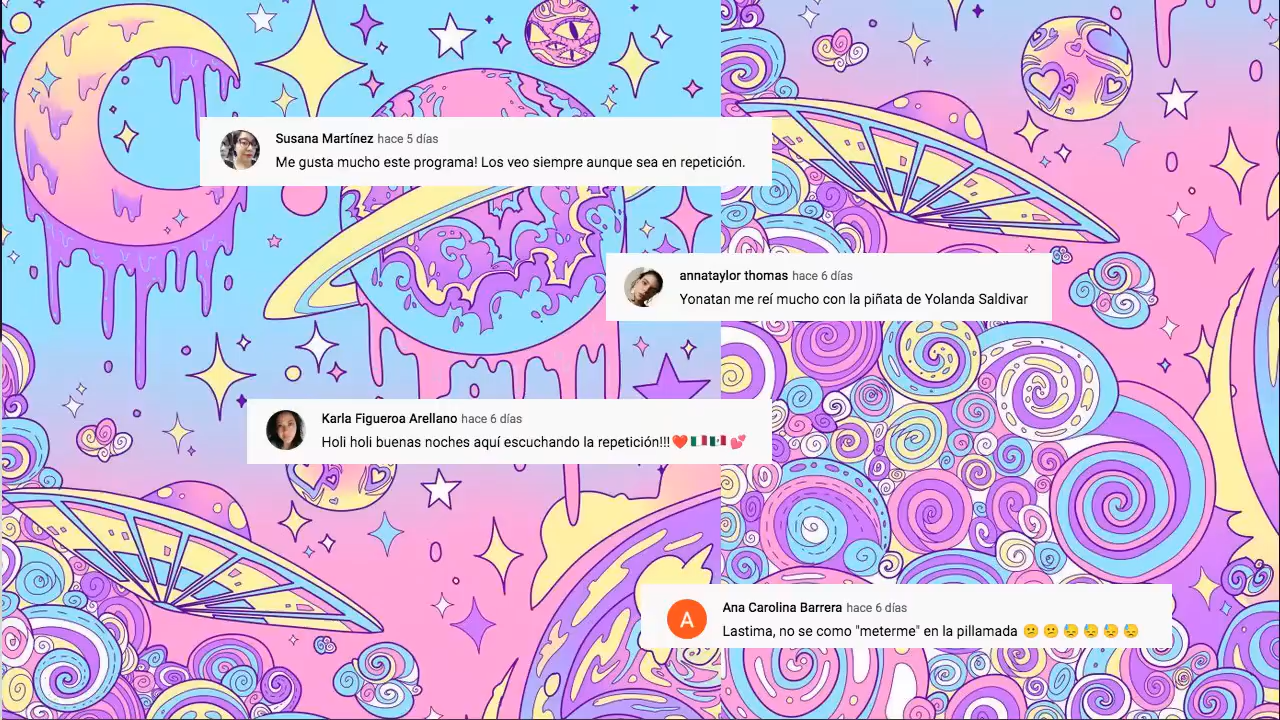 Susana Martínez hace 5 días
Me gusta mucho este programa! Los veo siempre aunque sea en repetición.
annataylor thomas hace 6 días
Yonatan me reí mucho con la piñata de Yolanda Saldivar
Karla Figueroa Arellano hace 6 días
Holi holi buenas noches aquí escuchando la repetición!!!❤️🇲🇽🇲🇽💕
A
Ana Carolina Barrera hace 6 días
Lastima, no se como "meterme" en la pillamada 😕😕😓😓😓😓